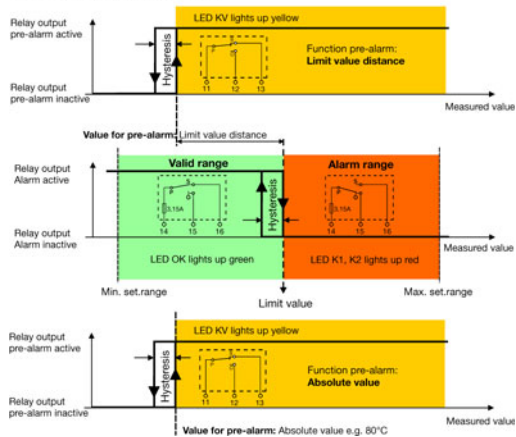 LED KV lights up yellow
Relay output
pre-alarm active
Hysteresis
11 12 13
Function pre-alarm:
Limit value distance
Relay output
pre-alarm inactive
Measured value
Value for pre-alarm: Limit value distance
Valid range
Alarm range
Relay output
Alarm active
3,15A
14 15 16
Hysteresis
3,15A
14 15 16
Relay output
Alarm inactive
Measured value
LED OK lights up green
LED K1, K2 lights up red
Min. set.range
Limit value
Max. set.range
LED KV lights up yellow
Relay output
pre-alarm active
Hysteresis
11 12 13
Function pre-alarm:
Absolute value
Relay output
pre-alarm inactive
Measured value
Value for pre-alarm: Absolute value e.g. 80°C